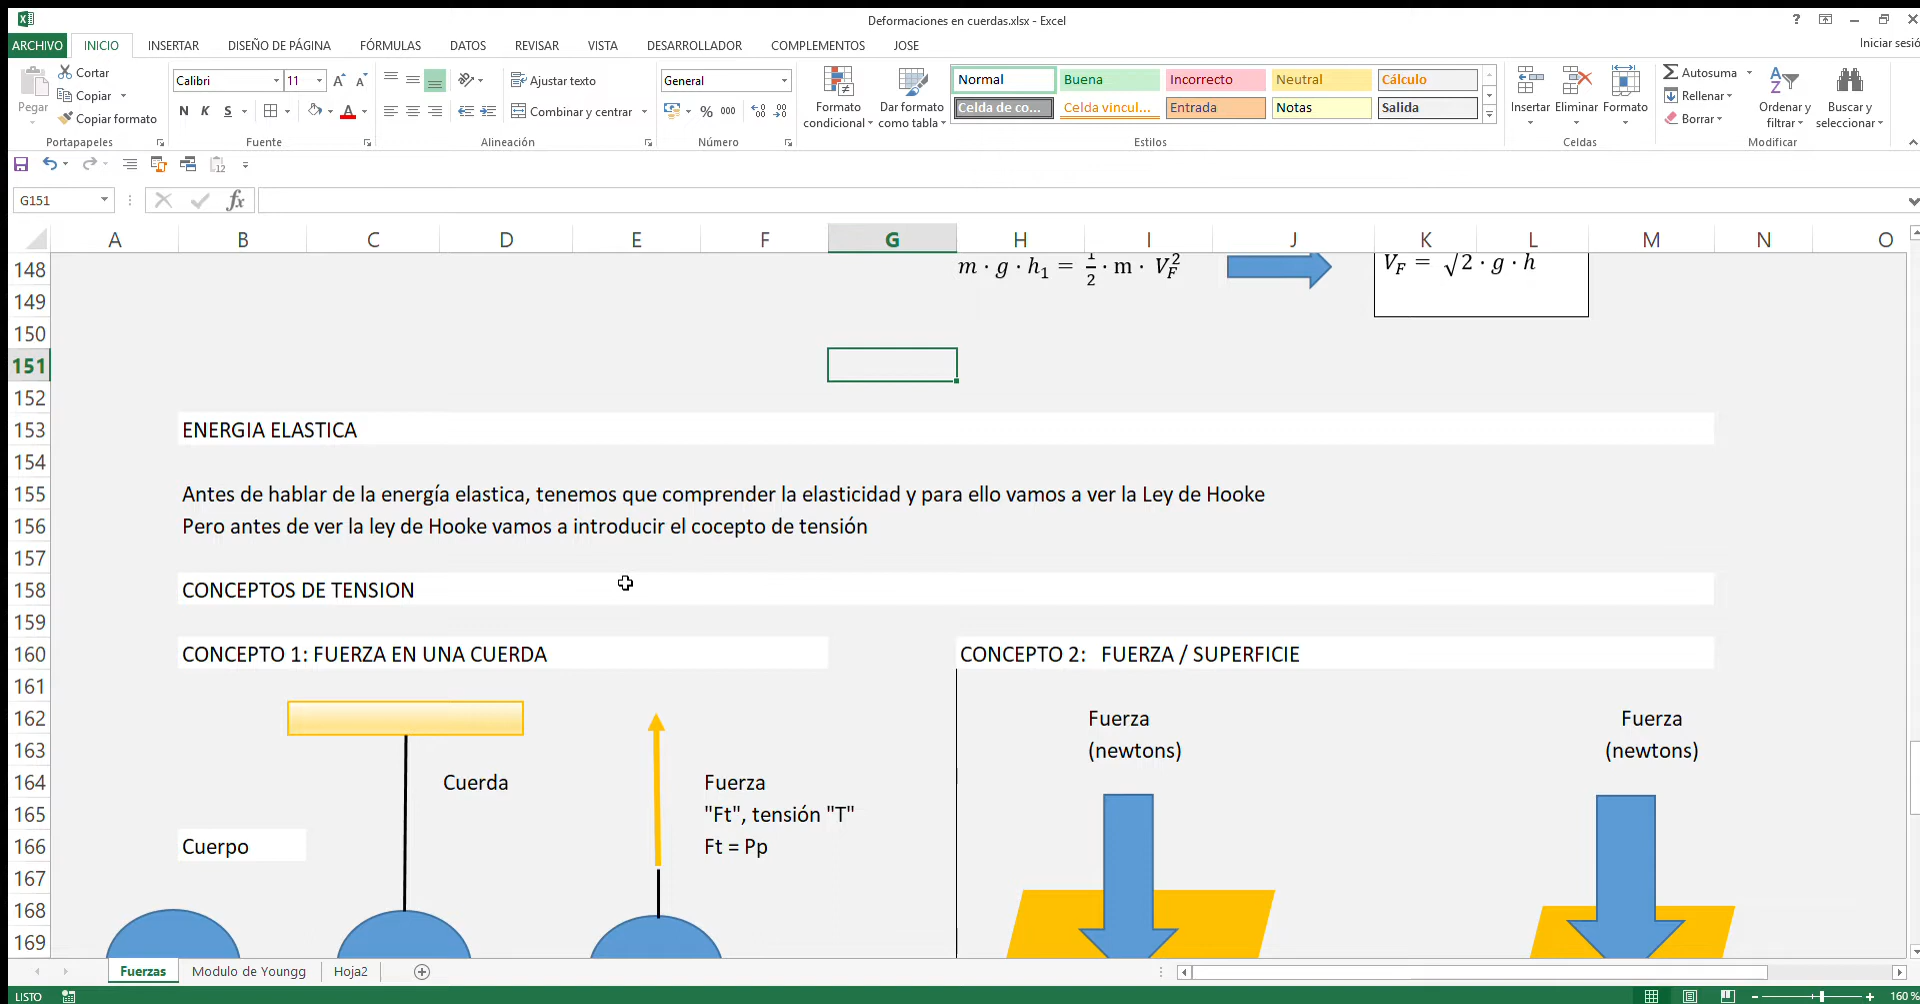 Deformaciones en cuerdas.xlsx - Excel
?
Iniciar sesió
ARCHIVO INICIO INSERTAR DISEÑO DE PÁGINA FÓRMULAS DATOS REVISAR VISTA DESARROLLADOR COMPLEMENTOS JOSE
Pegar
Cortar
Copiar
Copiar formato
Portapapeles
Calibri 11
N K S
Fuente
Ajustar texto
Combinar y centrar
Alineación
General
% 000
Número
Formato condicional
Dar formato como tabla
Normal Buena Incorrecto Neutral Cálculo
Celda de co... Celda vincul... Entrada Notas Salida
Estilos
Insertar Eliminar Formato
Celdas
Autosuma
Rellenar
Borrar
Ordenar y filtrar
Buscar y seleccionar
Modificar
G151
fx
A B C D E F G H I J K L M N O
148 m · g · h₁ = 1/2 · m · V_F² V_F = √2 · g · h
149
150
151
152
153 ENERGIA ELASTICA
154
155 Antes de hablar de la energía elastica, tenemos que comprender la elasticidad y para ello vamos a ver la Ley de Hooke
156 Pero antes de ver la ley de Hooke vamos a introducir el cocepto de tensión
157
158 CONCEPTOS DE TENSION
159
160 CONCEPTO 1: FUERZA EN UNA CUERDA CONCEPTO 2: FUERZA / SUPERFICIE
161
162 Fuerza Fuerza
163 (newtons) (newtons)
164 Cuerda Fuerza
165 "Ft", tensión "T"
166 Cuerpo Ft = Pp
167
168
169
Fuerzas Modulo de Youngg Hoja2
LISTO
160 %